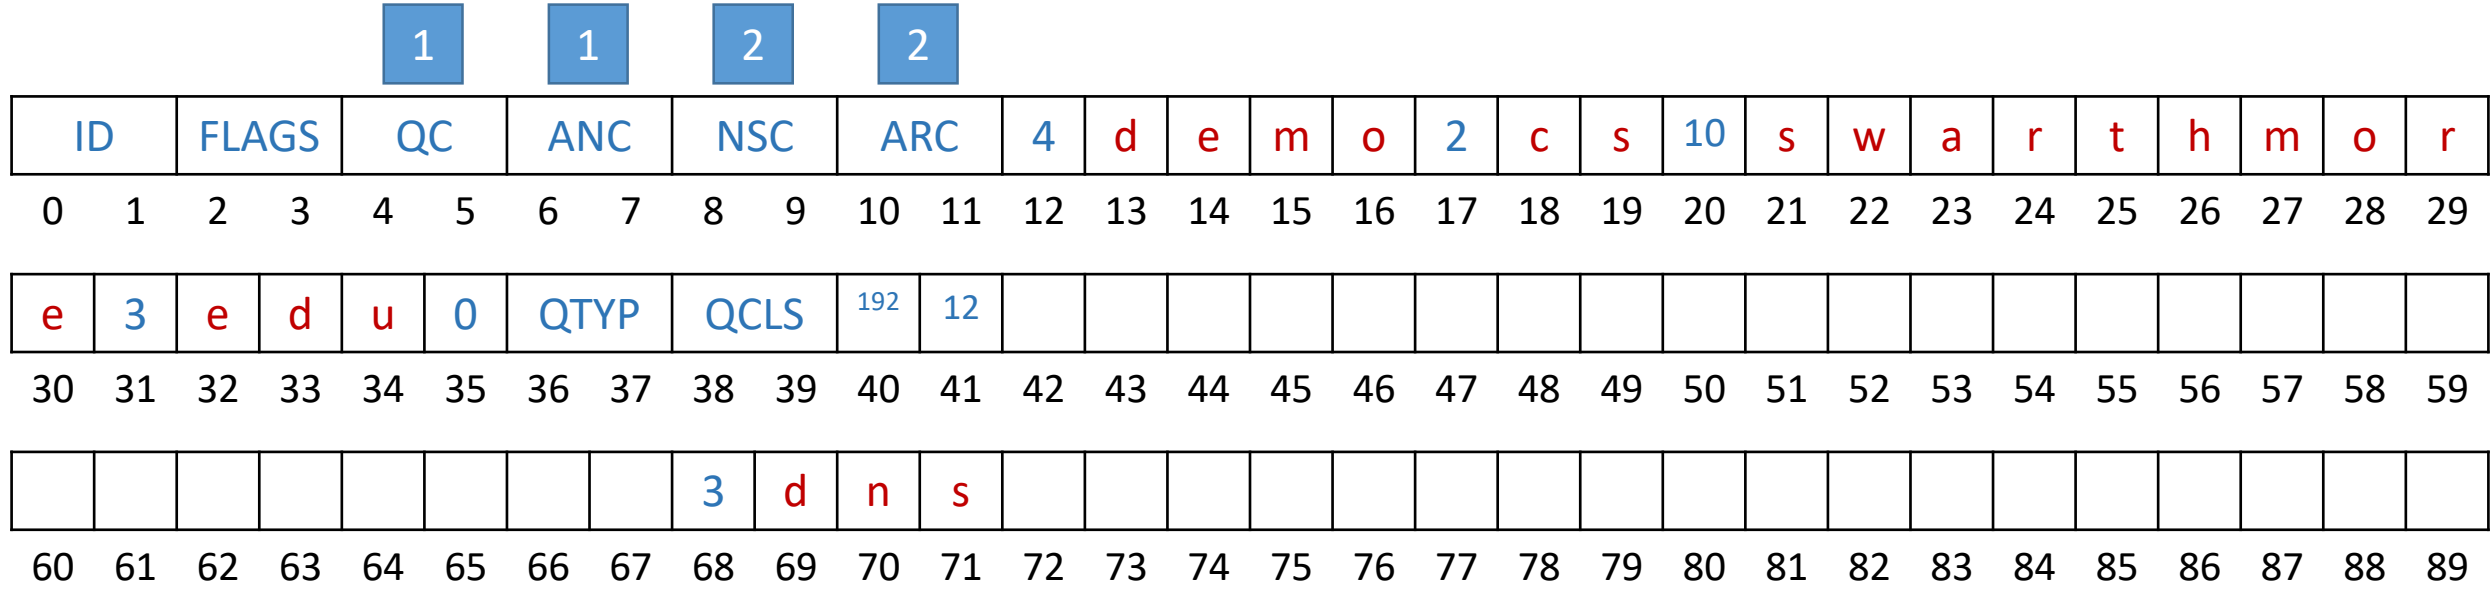 1 1 2 2
ID FLAGS QC ANC NSC ARC 4 d e m o 2 c s 10 s w a r t h m o r
0 1 2 3 4 5 6 7 8 9 10 11 12 13 14 15 16 17 18 19 20 21 22 23 24 25 26 27 28 29
e 3 e d u 0 QTYP QCLS 192 12
30 31 32 33 34 35 36 37 38 39 40 41 42 43 44 45 46 47 48 49 50 51 52 53 54 55 56 57 58 59
3 d n s
60 61 62 63 64 65 66 67 68 69 70 71 72 73 74 75 76 77 78 79 80 81 82 83 84 85 86 87 88 89